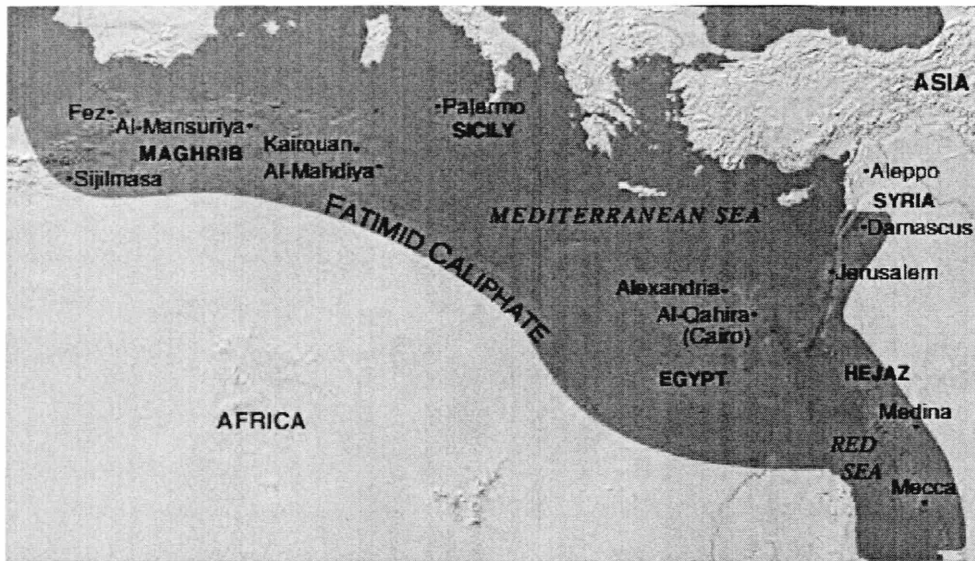 ASIA
Fez
Al-Mansuriya
Palermo
SICILY
MAGHRIB
Kairouan
Al-Mahdiya
Sijilmasa
Aleppo
SYRIA
FATIMID CALIPHATE
MEDITERRANEAN SEA
Damascus
Jerusalem
Alexandria
Al-Qahira
(Cairo)
EGYPT
HEJAZ
AFRICA
Medina
RED
SEA
Mecca